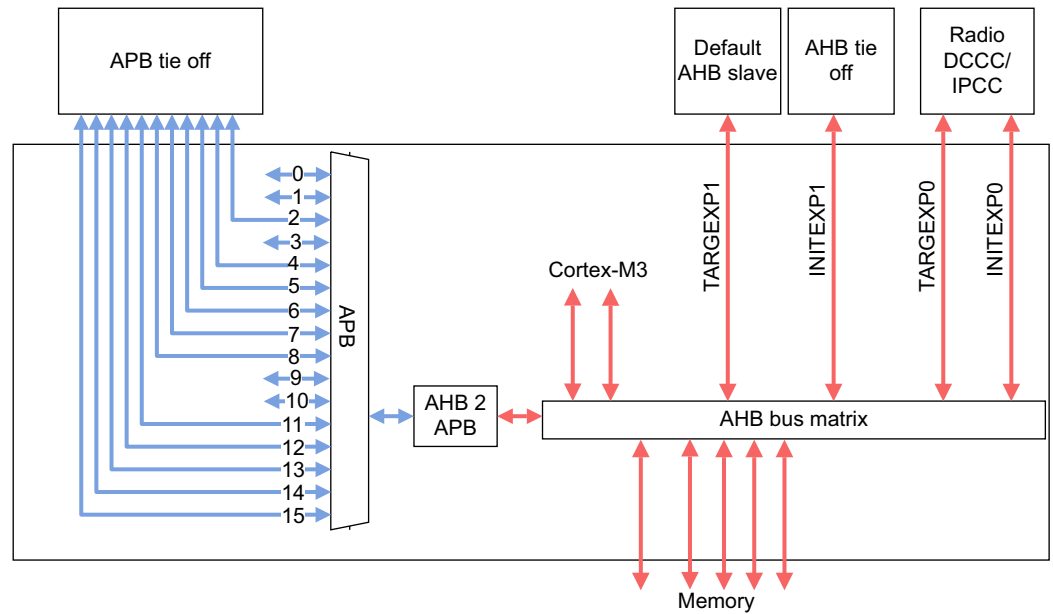 APB tie off
Default
AHB slave
AHB tie
off
Radio
DCCC/
IPCC
0
1
2
3
4
5
6
7
8
9
10
11
12
13
14
15
APB
AHB 2
APB
Cortex-M3
TARGEXP1
INITEXP1
TARGEXP0
INITEXP0
AHB bus matrix
Memory